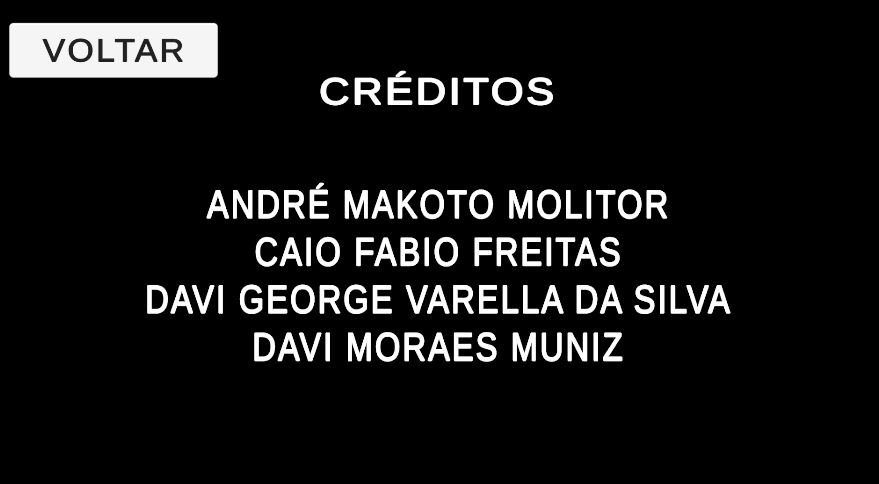 VOLTAR
CRÉDITOS
ANDRÉ MAKOTO MOLITOR
CAIO FABIO FREITAS
DAVI GEORGE VARELLA DA SILVA
DAVI MORAES MUNIZ